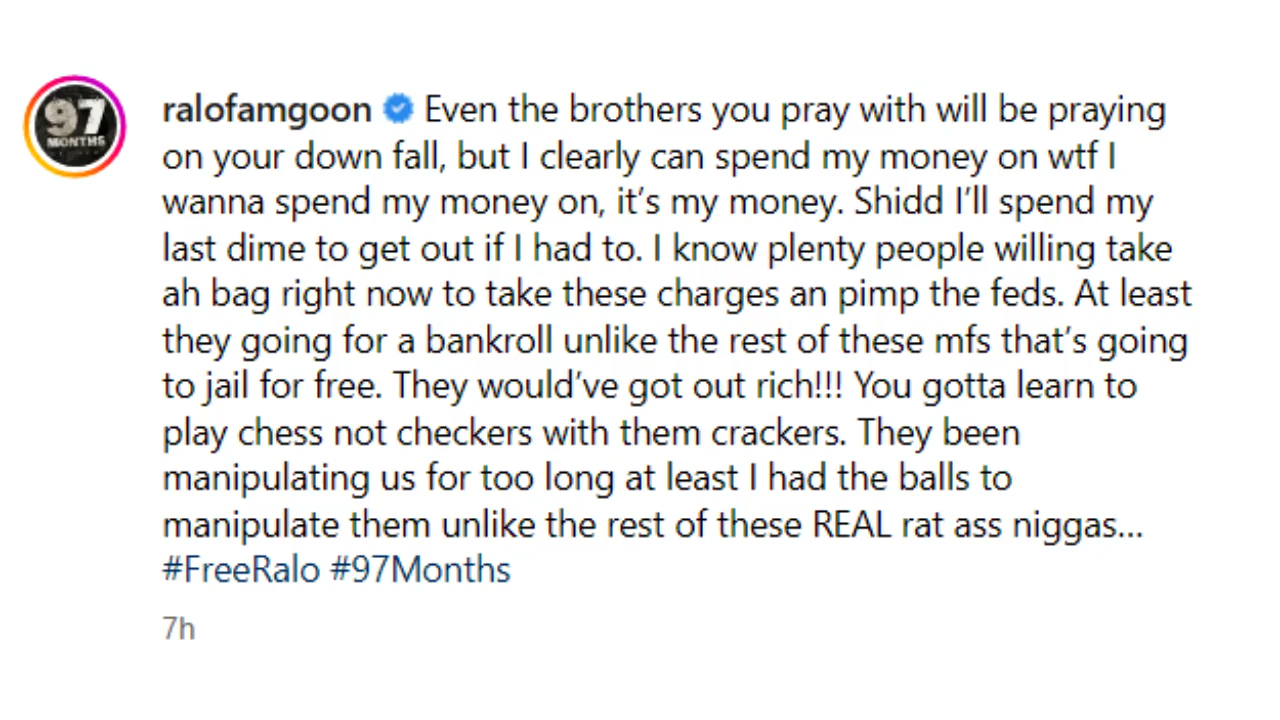 97
MONTHS
ralofamgoon Even the brothers you pray with will be praying
on your down fall, but I clearly can spend my money on wtf I
wanna spend my money on, it's my money. Shidd I'll spend my
last dime to get out if I had to. I know plenty people willing take
ah bag right now to take these charges an pimp the feds. At least
they going for a bankroll unlike the rest of these mfs that's going
to jail for free. They would've got out rich!!! You gotta learn to
play chess not checkers with them crackers. They been
manipulating us for too long at least I had the balls to
manipulate them unlike the rest of these REAL rat ass niggas...
#FreeRalo #97Months
7h